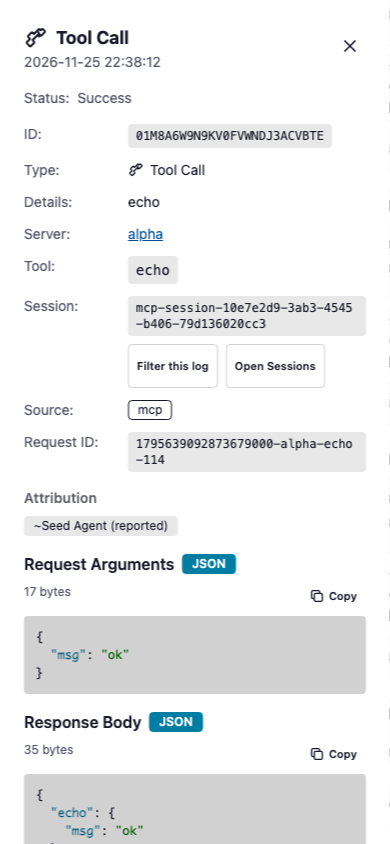 Tool Call
2026-11-25 22:38:12
Status: Success
ID: 01M8A6W9N9KV0FVWNDJ3ACVBTE
Type: Tool Call
Details: echo
Server: alpha
Tool: echo
Session: mcp-session-10e7e2d9-3ab3-4545
-b406-79d136020cc3
Filter this log Open Sessions
Source: mcp
Request ID: 1795639092873679000-alpha-echo
-114
Attribution
~Seed Agent (reported)
Request Arguments JSON
17 bytes Copy
{
"msg": "ok"
}
Response Body JSON
35 bytes Copy
{
"echo": {
"msg": "ok"